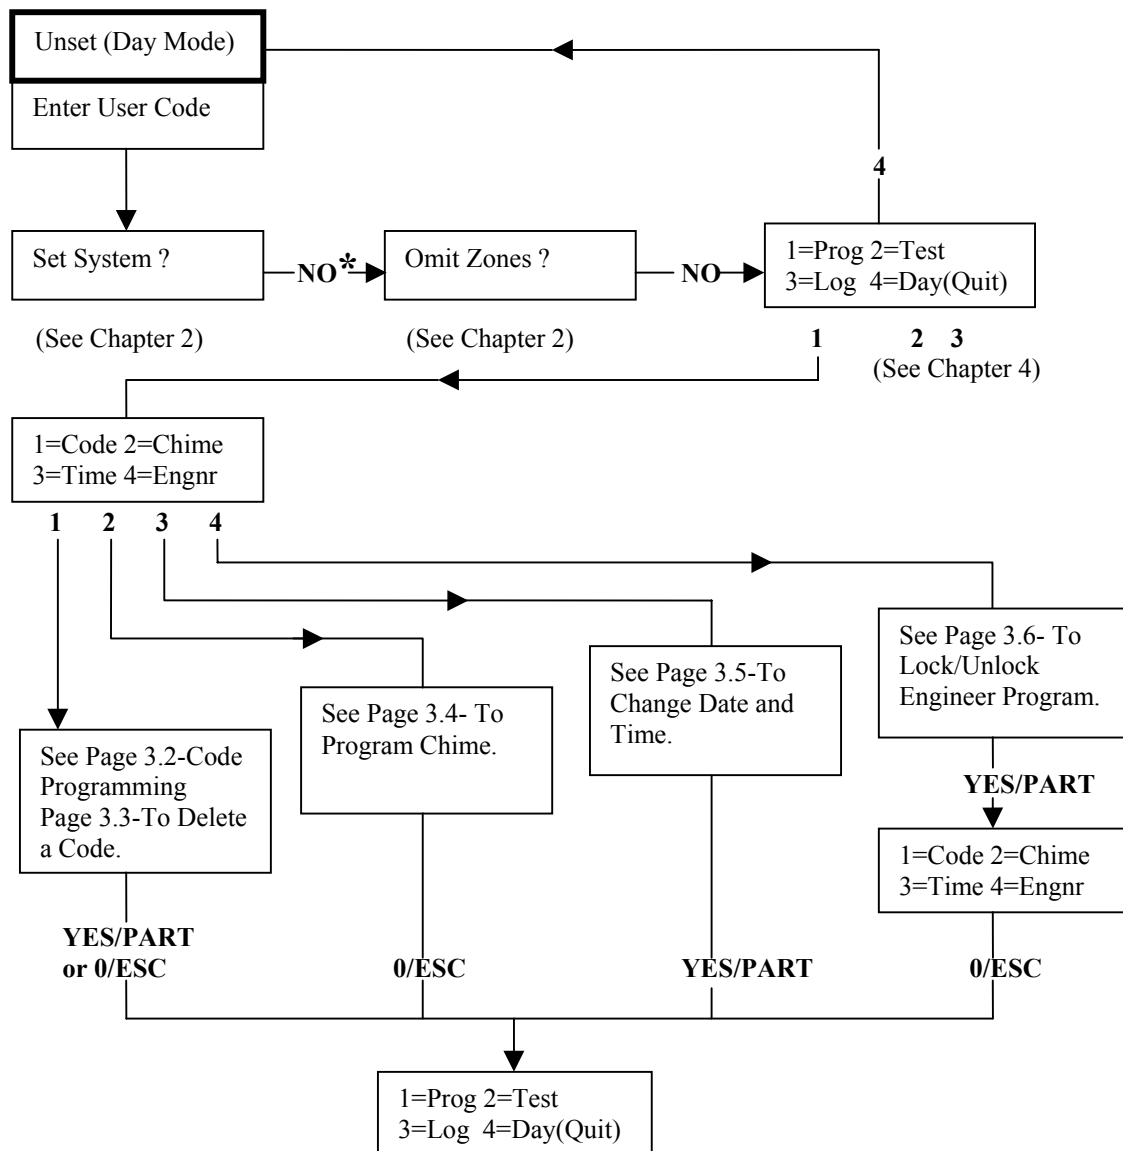 Unset (Day Mode)
Enter User Code
4
Set System ?
NO*
Omit Zones ?
NO
1=Prog 2=Test
3=Log 4=Day(Quit)
(See Chapter 2)
(See Chapter 2)
1
2 3
(See Chapter 4)
1=Code 2=Chime
3=Time 4=Engnr
1 2 3 4
See Page 3.2-Code
Programming
Page 3.3-To Delete
a Code.
See Page 3.4- To
Program Chime.
See Page 3.5-To
Change Date and
Time.
See Page 3.6- To
Lock/Unlock
Engineer Program.
YES/PART
1=Code 2=Chime
3=Time 4=Engnr
YES/PART
or 0/ESC
0/ESC
YES/PART
0/ESC
1=Prog 2=Test
3=Log 4=Day(Quit)